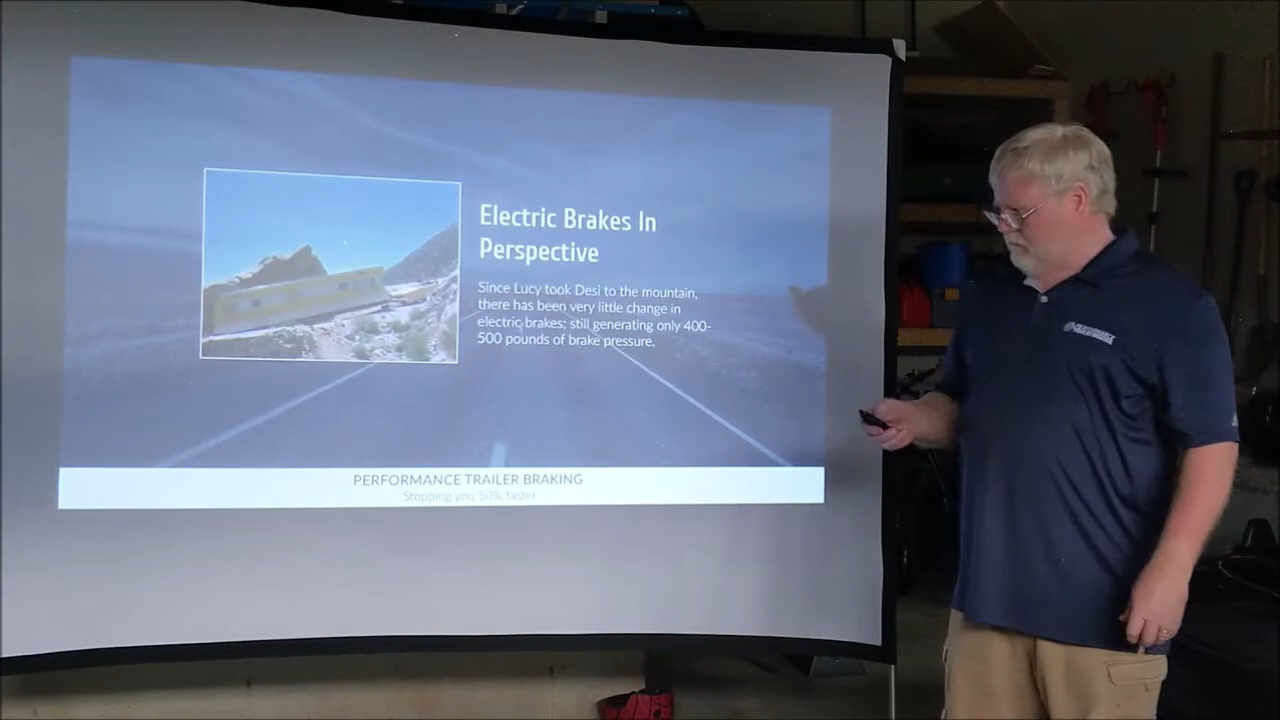 Electric Brakes In
Perspective
Since Lucy took Desi to the mountain,
there has been very little change in
electric brakes; still generating only 400-
500 pounds of brake pressure.
PERFORMANCE TRAILER BRAKING
Stopping you 50% faster
PERFORMANCE